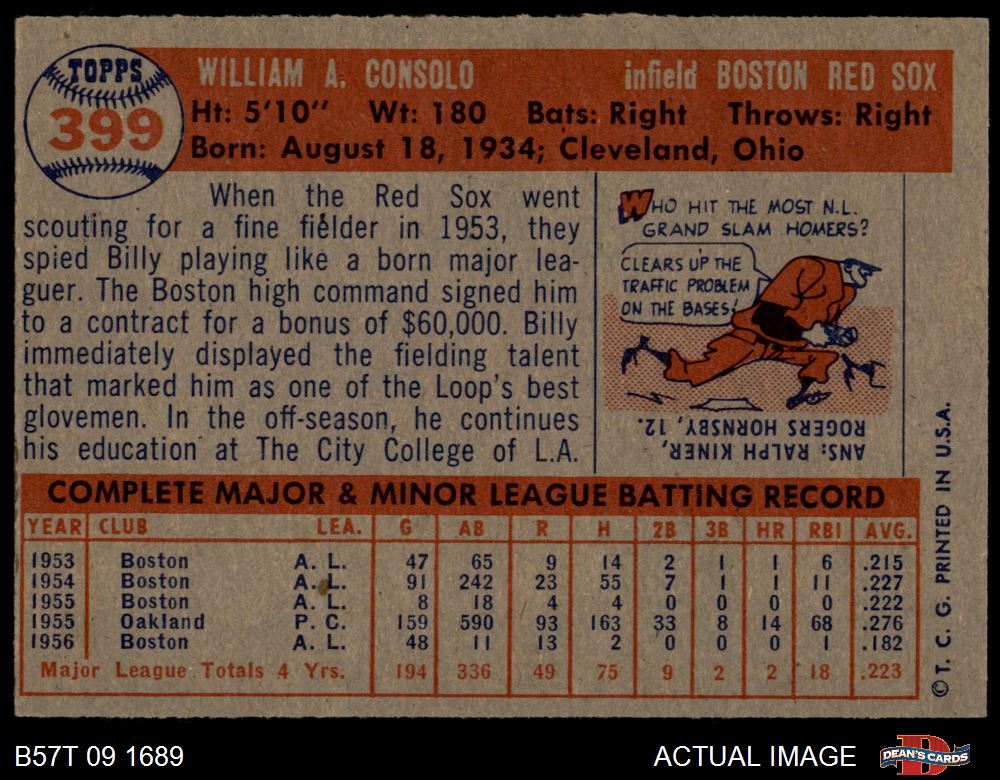 TOPPS
399
WILLIAM A. CONSOLO infield BOSTON RED SOX
Ht: 5'10" Wt: 180 Bats: Right Throws: Right
Born: August 18, 1934; Cleveland, Ohio
When the Red Sox went
scouting for a fine fielder in 1953, they
spied Billy playing like a born major lea-
guer. The Boston high command signed him
to a contract for a bonus of $60,000. Billy
immediately displayed the fielding talent
that marked him as one of the Loop's best
glovemen. In the off-season, he continues
his education at The City College of L.A.
WHO HIT THE MOST N.L.
GRAND SLAM HOMERS?
CLEARS UP THE
TRAFFIC PROBLEM
ON THE BASES!
ANS: RALPH KINER,
ROGERS HORNSBY, 12.
COMPLETE MAJOR & MINOR LEAGUE BATTING RECORD
YEAR CLUB LEA. G AB R H 2B 3B HR RBI AVG.
1953 Boston A. L. 47 65 9 14 2 1 1 6 .215
1954 Boston A. L. 91 242 23 55 7 1 1 11 .227
1955 Boston A. L. 8 18 4 4 0 0 0 0 .222
1955 Oakland P. C. 159 590 93 163 33 8 14 68 .276
1956 Boston A. L. 48 11 13 2 0 0 0 1 .182
Major League Totals 4 Yrs. 194 336 49 75 9 2 2 18 .223
© T. C. G. PRINTED IN U.S.A.
B57T 09 1689
ACTUAL IMAGE
DEAN'S CARDS